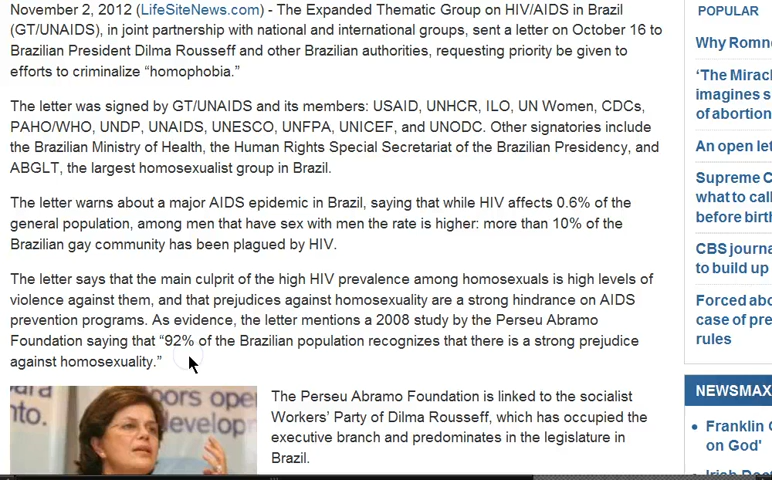 November 2, 2012 (LifeSiteNews.com) - The Expanded Thematic Group on HIV/AIDS in Brazil
(GT/UNAIDS), in joint partnership with national and international groups, sent a letter on October 16 to
Brazilian President Dilma Rousseff and other Brazilian authorities, requesting priority be given to
efforts to criminalize “homophobia.”
The letter was signed by GT/UNAIDS and its members: USAID, UNHCR, ILO, UN Women, CDCs,
PAHO/WHO, UNDP, UNAIDS, UNESCO, UNFPA, UNICEF, and UNODC. Other signatories include
the Brazilian Ministry of Health, the Human Rights Special Secretariat of the Brazilian Presidency, and
ABGLT, the largest homosexualist group in Brazil.
The letter warns about a major AIDS epidemic in Brazil, saying that while HIV affects 0.6% of the
general population, among men that have sex with men the rate is higher: more than 10% of the
Brazilian gay community has been plagued by HIV.
The letter says that the main culprit of the high HIV prevalence among homosexuals is high levels of
violence against them, and that prejudices against homosexuality are a strong hindrance on AIDS
prevention programs. As evidence, the letter mentions a 2008 study by the Perseu Abramo
Foundation saying that “92% of the Brazilian population recognizes that there is a strong prejudice
against homosexuality.”
The Perseu Abramo Foundation is linked to the socialist
Workers’ Party of Dilma Rousseff, which has occupied the
executive branch and predominates in the legislature in
Brazil.
nto.
ors ope
develop
POPULAR
Why Romn
‘The Mirac
imagines s
of abortion
An open let
Supreme C
what to call
before birth
CBS journa
to build up
Forced abo
case of pre
rules
NEWSMAX
Franklin G
on God'